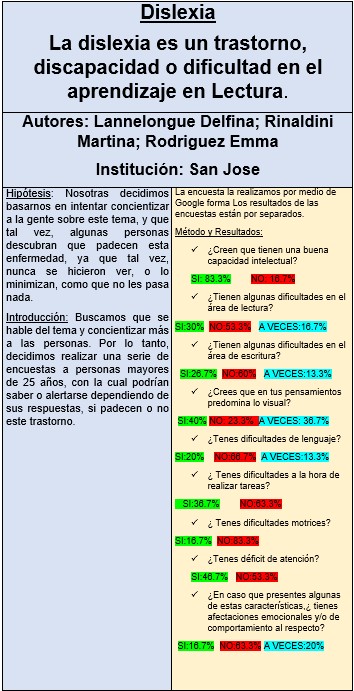 Dislexia
La dislexia es un trastorno,
discapacidad o dificultad en el
aprendizaje en Lectura.
Autores: Lannelongue Delfina; Rinaldini
Martina; Rodriguez Emma
Institución: San Jose
Hipótesis: Nosotras decidimos
basarnos en intentar concientizar
a la gente sobre este tema, y que
tal vez, algunas personas
descubran que padecen esta
enfermedad, ya que tal vez,
nunca se hicieron ver, o lo
minimizan, como que no les pasa
nada.
Introducción: Buscamos que se
hable del tema y concientizar más
a las personas. Por lo tanto,
decidimos realizar una serie de
encuestas a personas mayores
de 25 años, con la cual podrían
saber o alertarse dependiendo de
sus respuestas, si padecen o no
este trastorno.
La encuesta la realizamos por medio de
Google forma Los resultados de las
encuestas están por separados.
Método y Resultados:
✓ ¿Creen que tienen una buena
capacidad intelectual?
SI: 83.3% NO: 16.7%
✓ ¿Tienen algunas dificultades en el
área de lectura?
SI:30% NO:53.3% A VECES:16.7%
✓ ¿Tienen algunas dificultades en el
área de escritura?
SI:26.7% NO:60% A VECES:13.3%
✓ ¿Crees que en tus pensamientos
predomina lo visual?
SI:40% NO: 23.3% A VECES: 36.7%
✓ ¿Tenes dificultades de lenguaje?
SI:20% NO:66.7% A VECES:13.3%
✓ ¿ Tenes dificultades a la hora de
realizar tareas?
SI:36.7% NO:63.3%
✓ ¿ Tenes dificultades motrices?
SI:16.7% NO:83.3%
✓ ¿Tenes déficit de atención?
SI:46.7% NO:53.3%
✓ ¿En caso que presentes algunas
de estas características,¿ tienes
afectaciones emocionales y/o de
comportamiento al respecto?
SI:16.7% NO:63.3% A VECES:20%